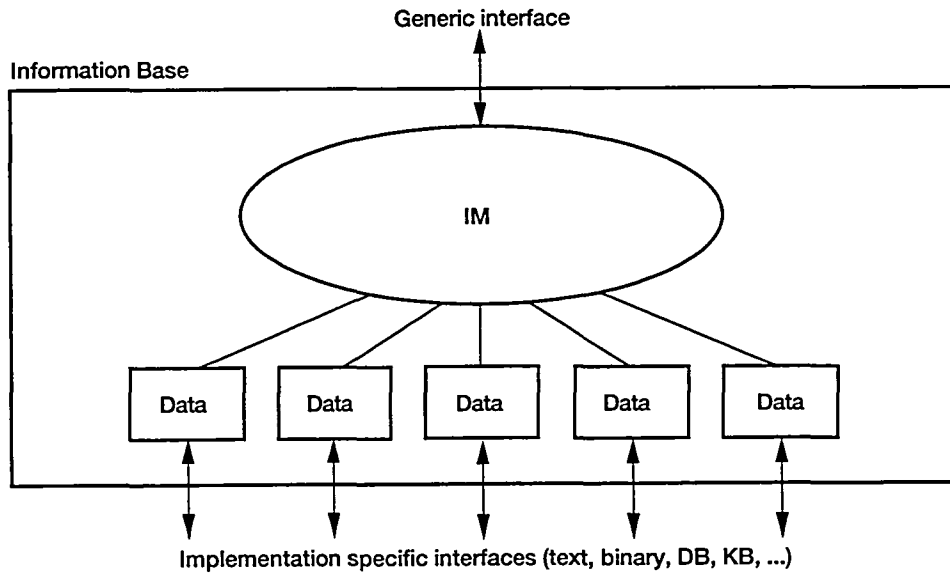 Generic interface
Information Base
IM
Data Data Data Data Data
Implementation specific interfaces (text, binary, DB, KB, ...)